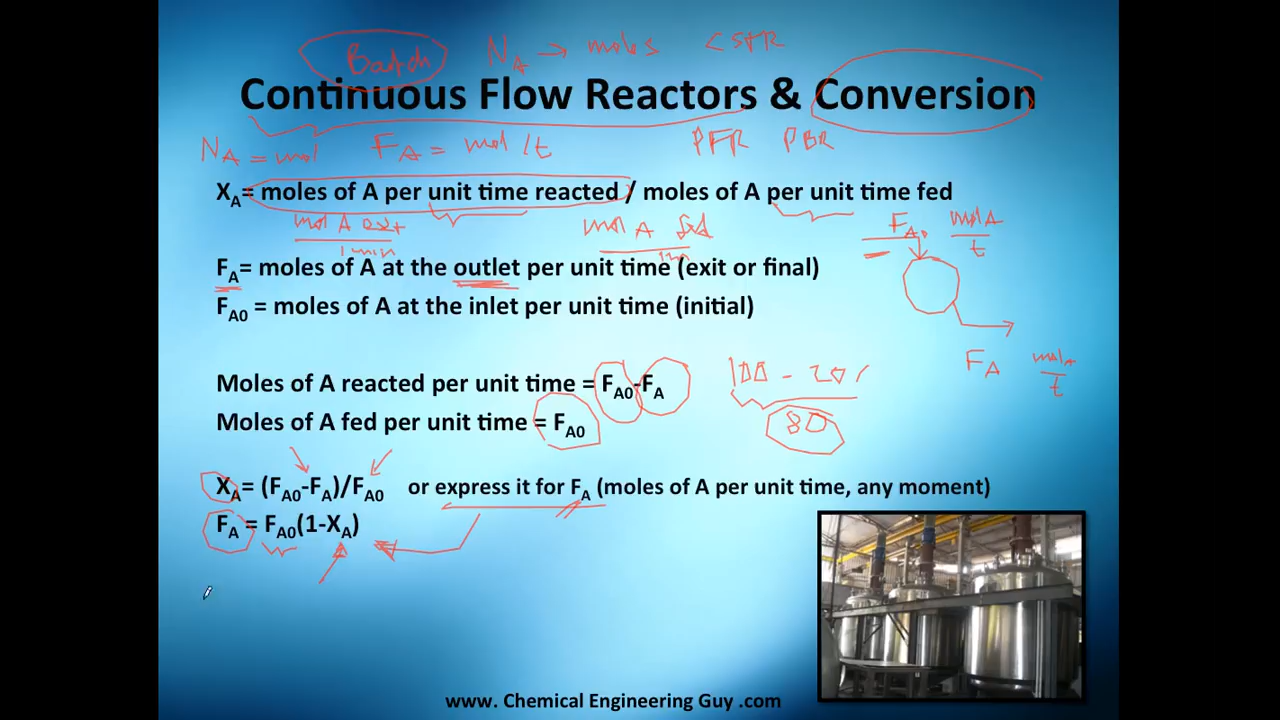 Batch NA → moles CSTR
Continuous Flow Reactors & Conversion
NA = mol FA = mol /t PFR PBR
XA= moles of A per unit time reacted / moles of A per unit time fed
mol A mol A FA0 mol A / t
1 min
FA= moles of A at the outlet per unit time (exit or final)
FA0 = moles of A at the inlet per unit time (initial)
FA mol A / t
Moles of A reacted per unit time = FA0-FA 100 - 20
Moles of A fed per unit time = FA0 80
XA= (FA0-FA)/FA0 or express it for FA (moles of A per unit time, any moment)
FA = FA0(1-XA)
www. Chemical Engineering Guy .com